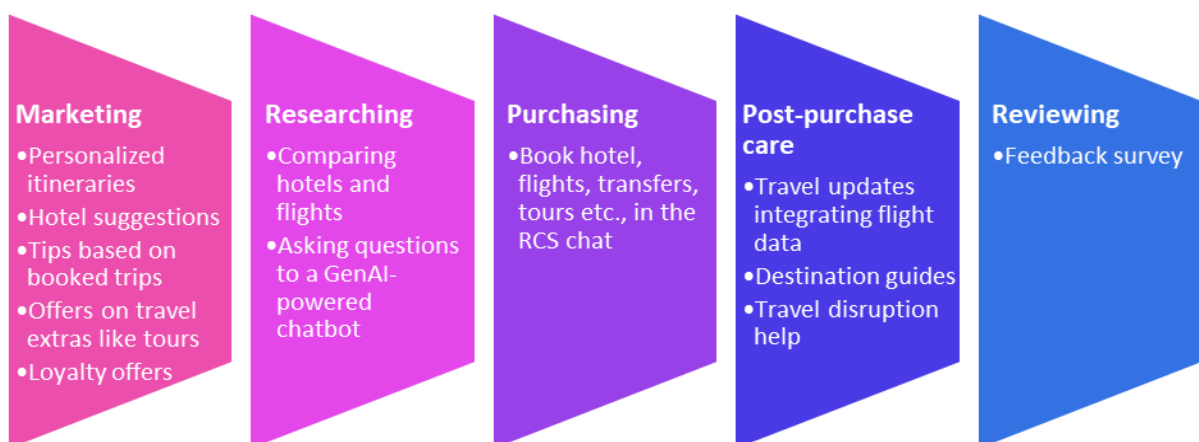 Marketing
•Personalized
itineraries
•Hotel suggestions
•Tips based on
booked trips
•Offers on travel
extras like tours
•Loyalty offers
Researching
•Comparing
hotels and
flights
•Asking questions
to a GenAI-
powered
chatbot
Purchasing
•Book hotel,
flights, transfers,
tours etc., in the
RCS chat
Post-purchase
care
•Travel updates
integrating flight
data
•Destination guides
•Travel disruption
help
Reviewing
•Feedback survey